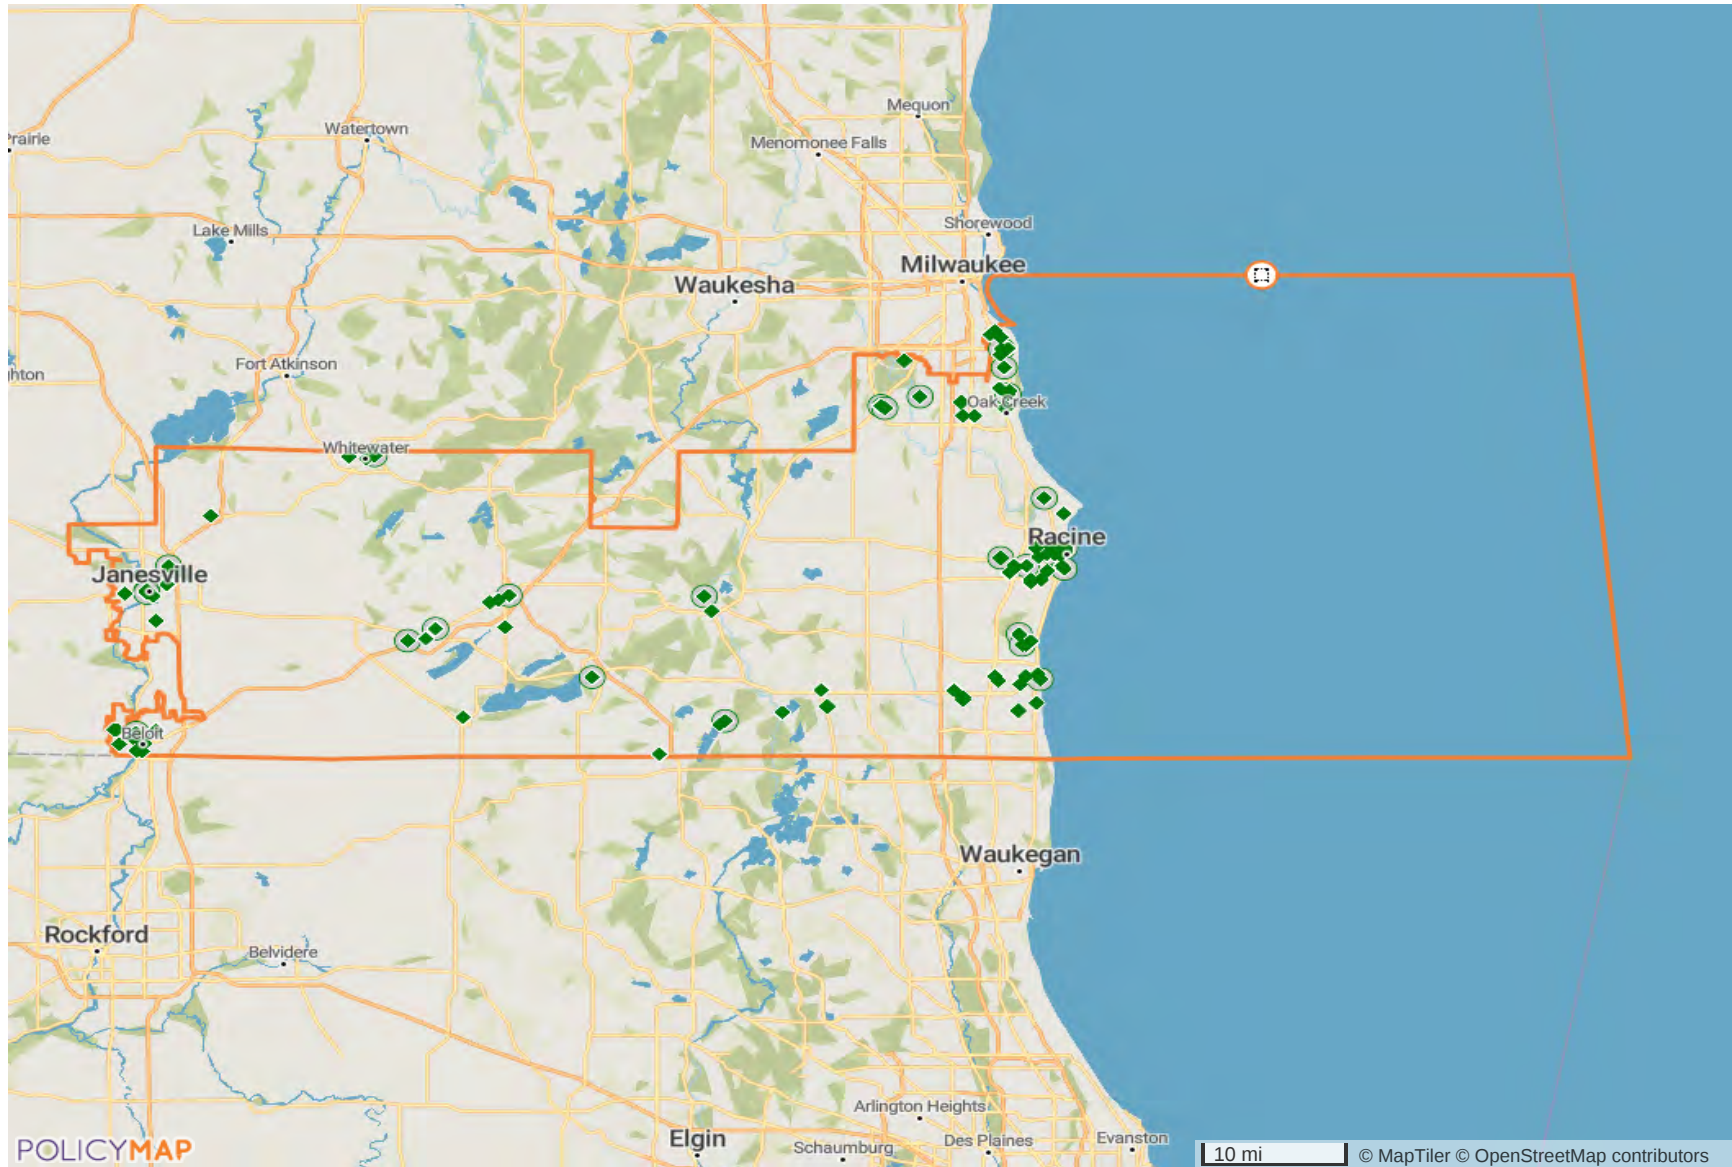 Mequon
Watertown
Prairie
Menomonee Falls
Shorewood
Lake Mills
Milwaukee
Waukesha
Fort Atkinson
hton
Oak Creek
Whitewater
Racine
Janesville
Beloit
Waukegan
Rockford
Belvidere
Arlington Heights
Elgin
Schaumburg
Des Plaines
Evanston
POLICYMAP
10 mi
© MapTiler © OpenStreetMap contributors